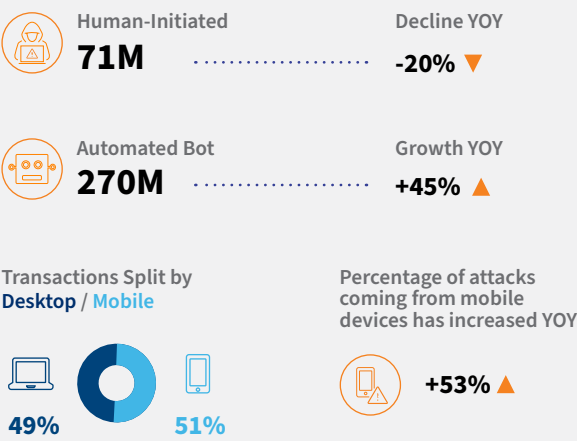 Human-Initiated
71M
Decline YOY
-20%
Automated Bot
270M
Growth YOY
+45%
Transactions Split by
Desktop / Mobile
49%
51%
Percentage of attacks
coming from mobile
devices has increased YOY
+53%